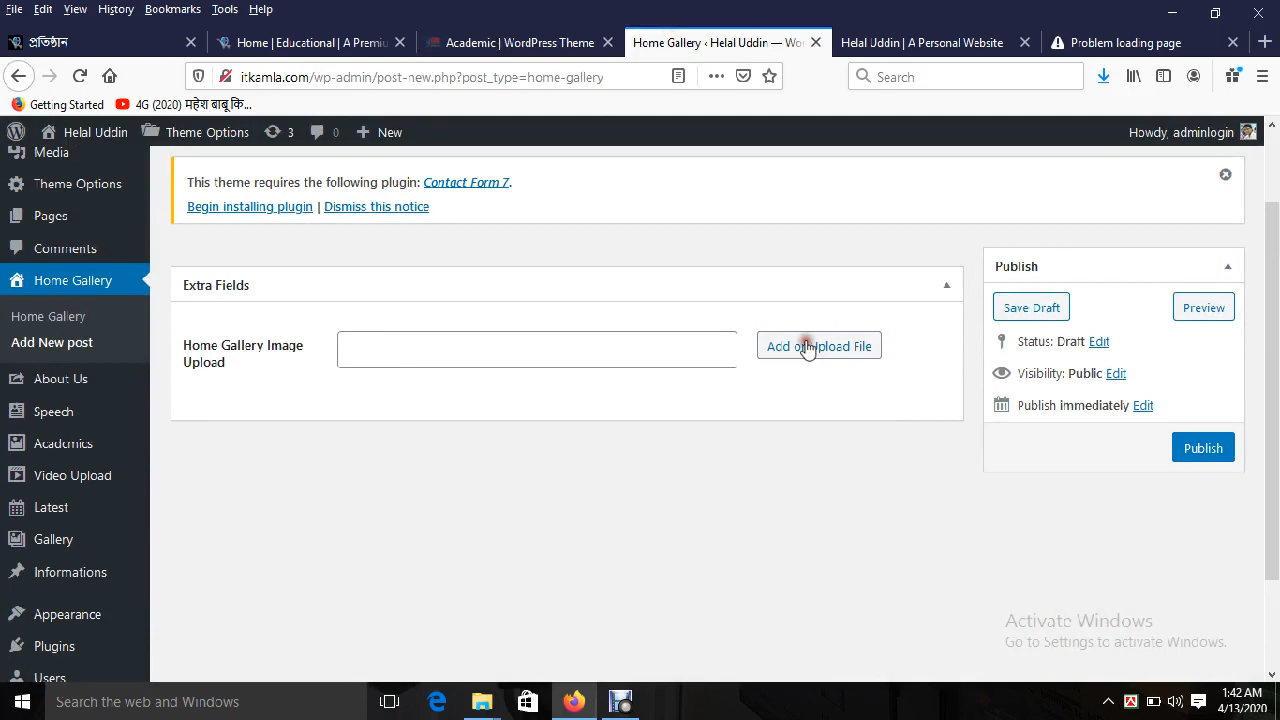 File Edit View History Bookmarks Tools Help
প্রতিষ্ঠান
Home | Educational | A Premiu
Academic | WordPress Theme
Home Gallery ‹ Helal Uddin — Wor
Helal Uddin | A Personal Website
Problem loading page
itkamla.com/wp-admin/post-new.php?post_type=home-gallery
Search
Getting Started
4G (2020) महेश बाबू कि...
Helal Uddin Theme Options 3 0 New
Howdy, adminlogin
Media
Theme Options
Pages
Comments
Home Gallery
Home Gallery
Add New post
About Us
Speech
Acadcmics
Video Upload
Latest
Gallery
Informations
Appearance
Plugins
Users
This theme requires the following plugin: Contact Form 7.
Begin installing plugin | Dismiss this notice
Extra Fields
Home Gallery Image
Upload
Add or Upload File
Publish
Save Draft
Preview
Status: Draft Edit
Visibility: Public Edit
Publish immediately Edit
Publish
Activate Windows
Go to Settings to activate Windows.
Search the web and Windows
1:42 AM
4/13/2020